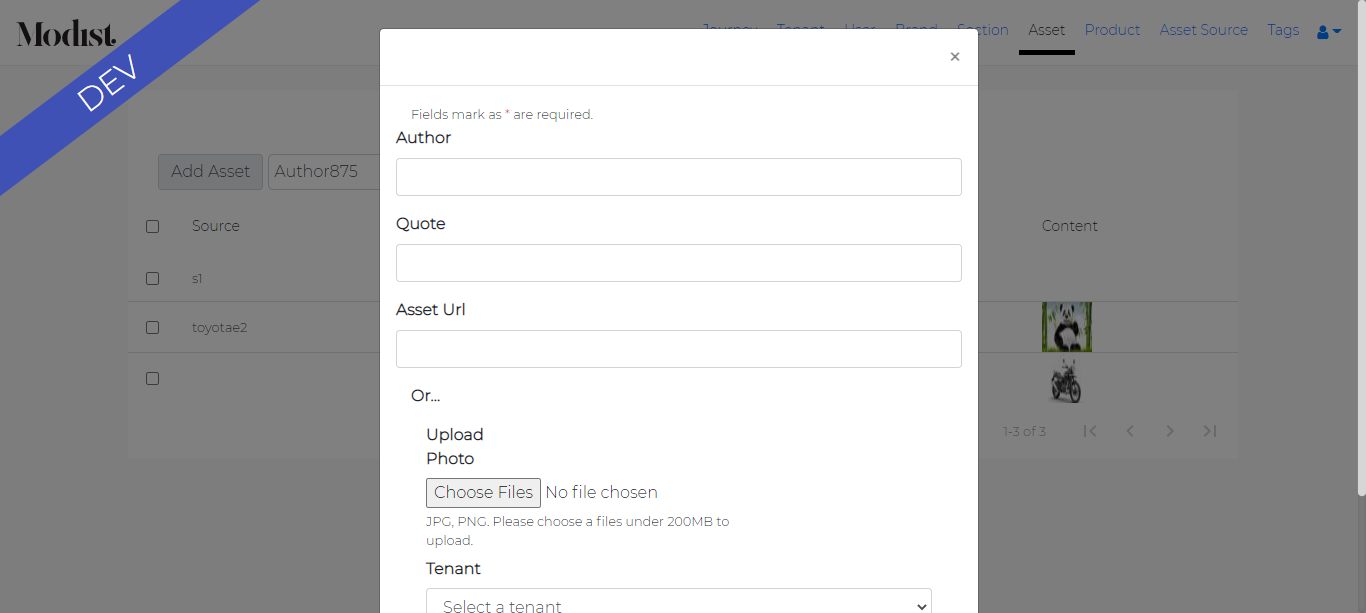 Modist.
Journey Tenant User Brand Section Asset Product Asset Source Tags
DEV
×
Fields mark as * are required.
Author
Add Asset Author875
Quote
Source Content
s1
Asset Url
toyotae2
Or...
1-3 of 3
Upload
Photo
Choose Files No file chosen
JPG, PNG. Please choose a files under 200MB to
upload.
Tenant
Select a tenant